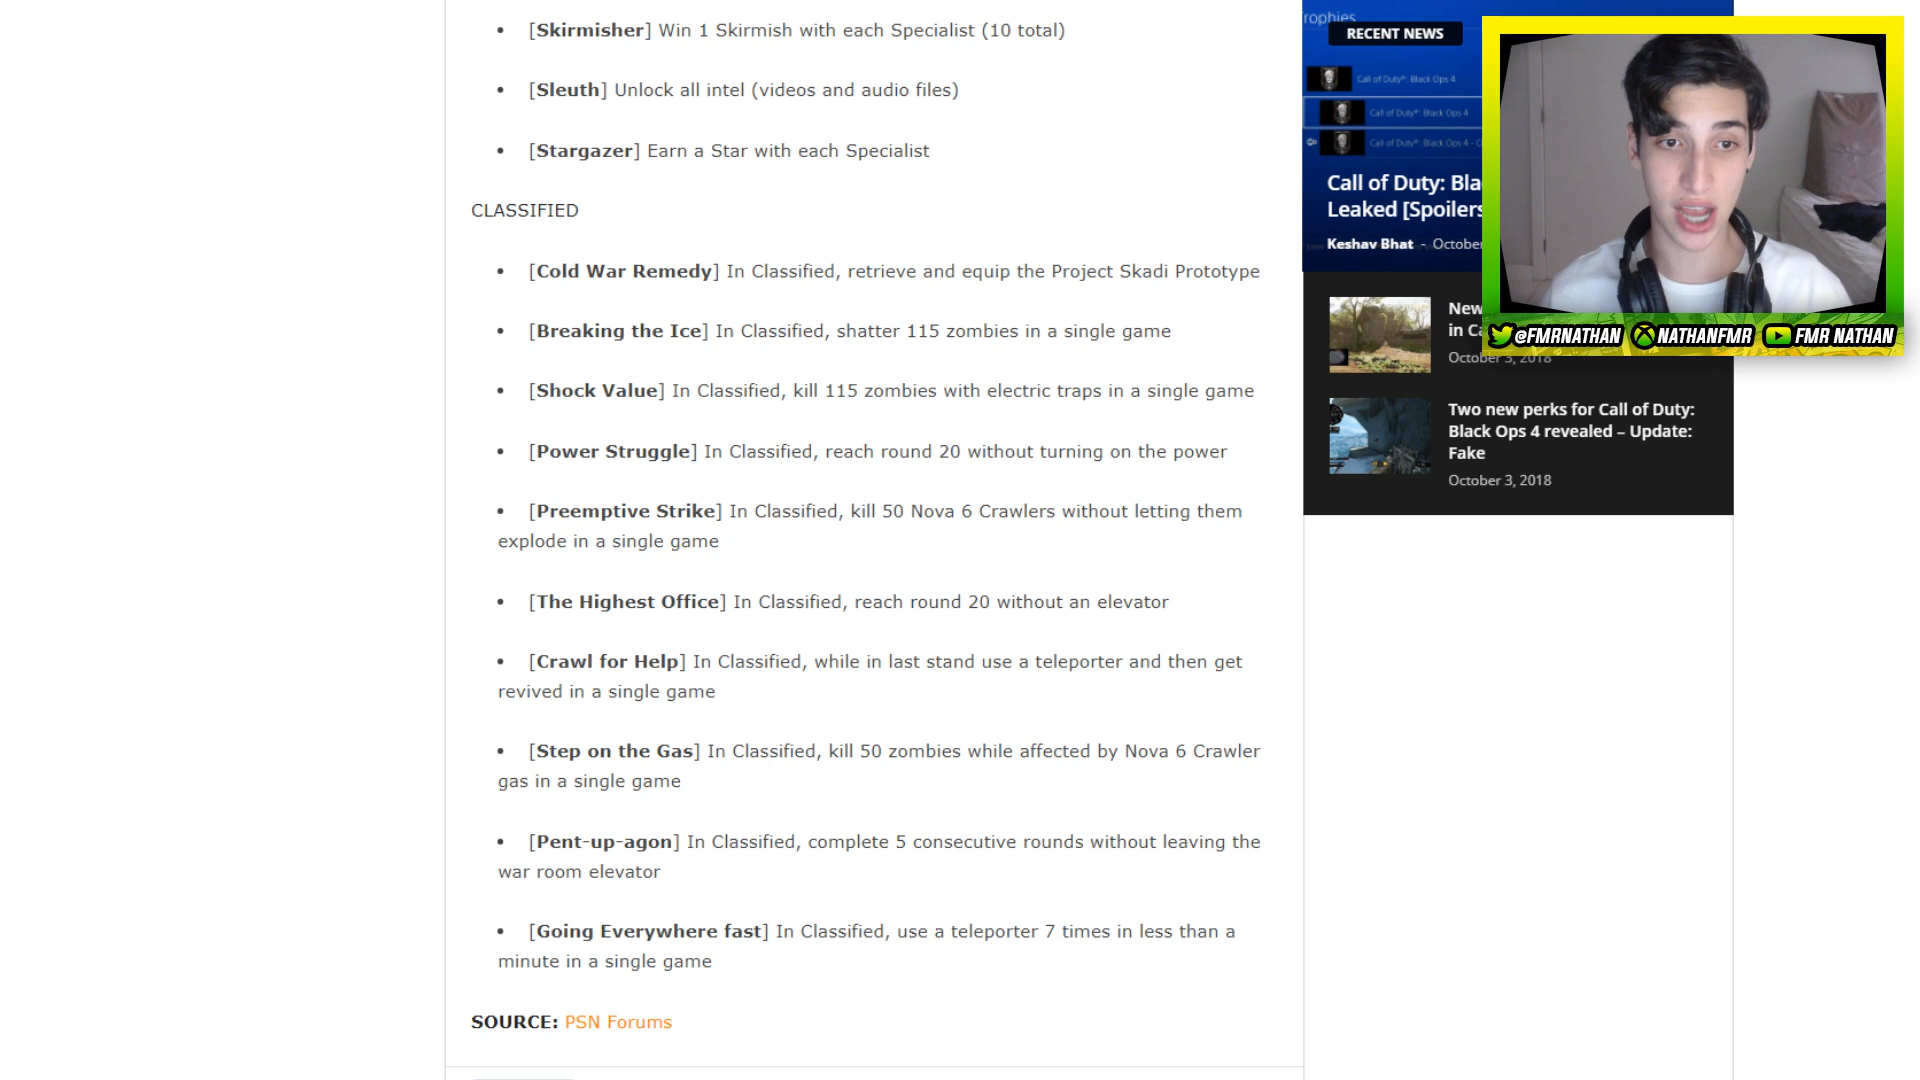 • [Skirmisher] Win 1 Skirmish with each Specialist (10 total)
• [Sleuth] Unlock all intel (videos and audio files)
• [Stargazer] Earn a Star with each Specialist
CLASSIFIED
• [Cold War Remedy] In Classified, retrieve and equip the Project Skadi Prototype
• [Breaking the Ice] In Classified, shatter 115 zombies in a single game
• [Shock Value] In Classified, kill 115 zombies with electric traps in a single game
• [Power Struggle] In Classified, reach round 20 without turning on the power
• [Preemptive Strike] In Classified, kill 50 Nova 6 Crawlers without letting them
explode in a single game
• [The Highest Office] In Classified, reach round 20 without an elevator
• [Crawl for Help] In Classified, while in last stand use a teleporter and then get
revived in a single game
• [Step on the Gas] In Classified, kill 50 zombies while affected by Nova 6 Crawler
gas in a single game
• [Pent-up-agon] In Classified, complete 5 consecutive rounds without leaving the
war room elevator
• [Going Everywhere fast] In Classified, use a teleporter 7 times in less than a
minute in a single game
SOURCE: PSN Forums
rophies
RECENT NEWS
Call of Duty®: Black Ops 4
Call of Duty®: Black Ops 4
Call of Duty®: Black Ops 4 - C
Call of Duty: Bla
Leaked [Spoilers
Keshav Bhat - October
New
in Ca
October 3, 2018
Two new perks for Call of Duty:
Black Ops 4 revealed – Update:
Fake
October 3, 2018
@FMRNATHAN NATHANFMR FMR NATHAN